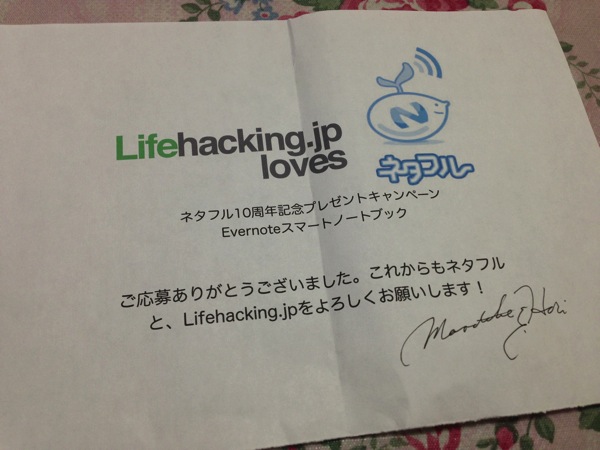 Lifehacking.jp
loves
N
ネタフル
ネタフル10周年記念プレゼントキャンペーン
Evernoteスマートノートブック
ご応募ありがとうございました。これからもネタフル
と、Lifehacking.jpをよろしくお願いします！
Masatake E. Hori